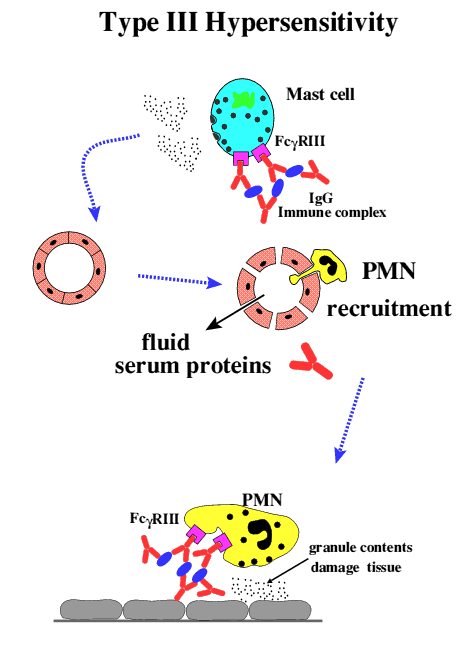 Type III Hypersensitivity
Mast cell
FcγRIII
IgG
Immune complex
PMN
recruitment
fluid
serum proteins
PMN
FcγRIII
granule contents
damage tissue